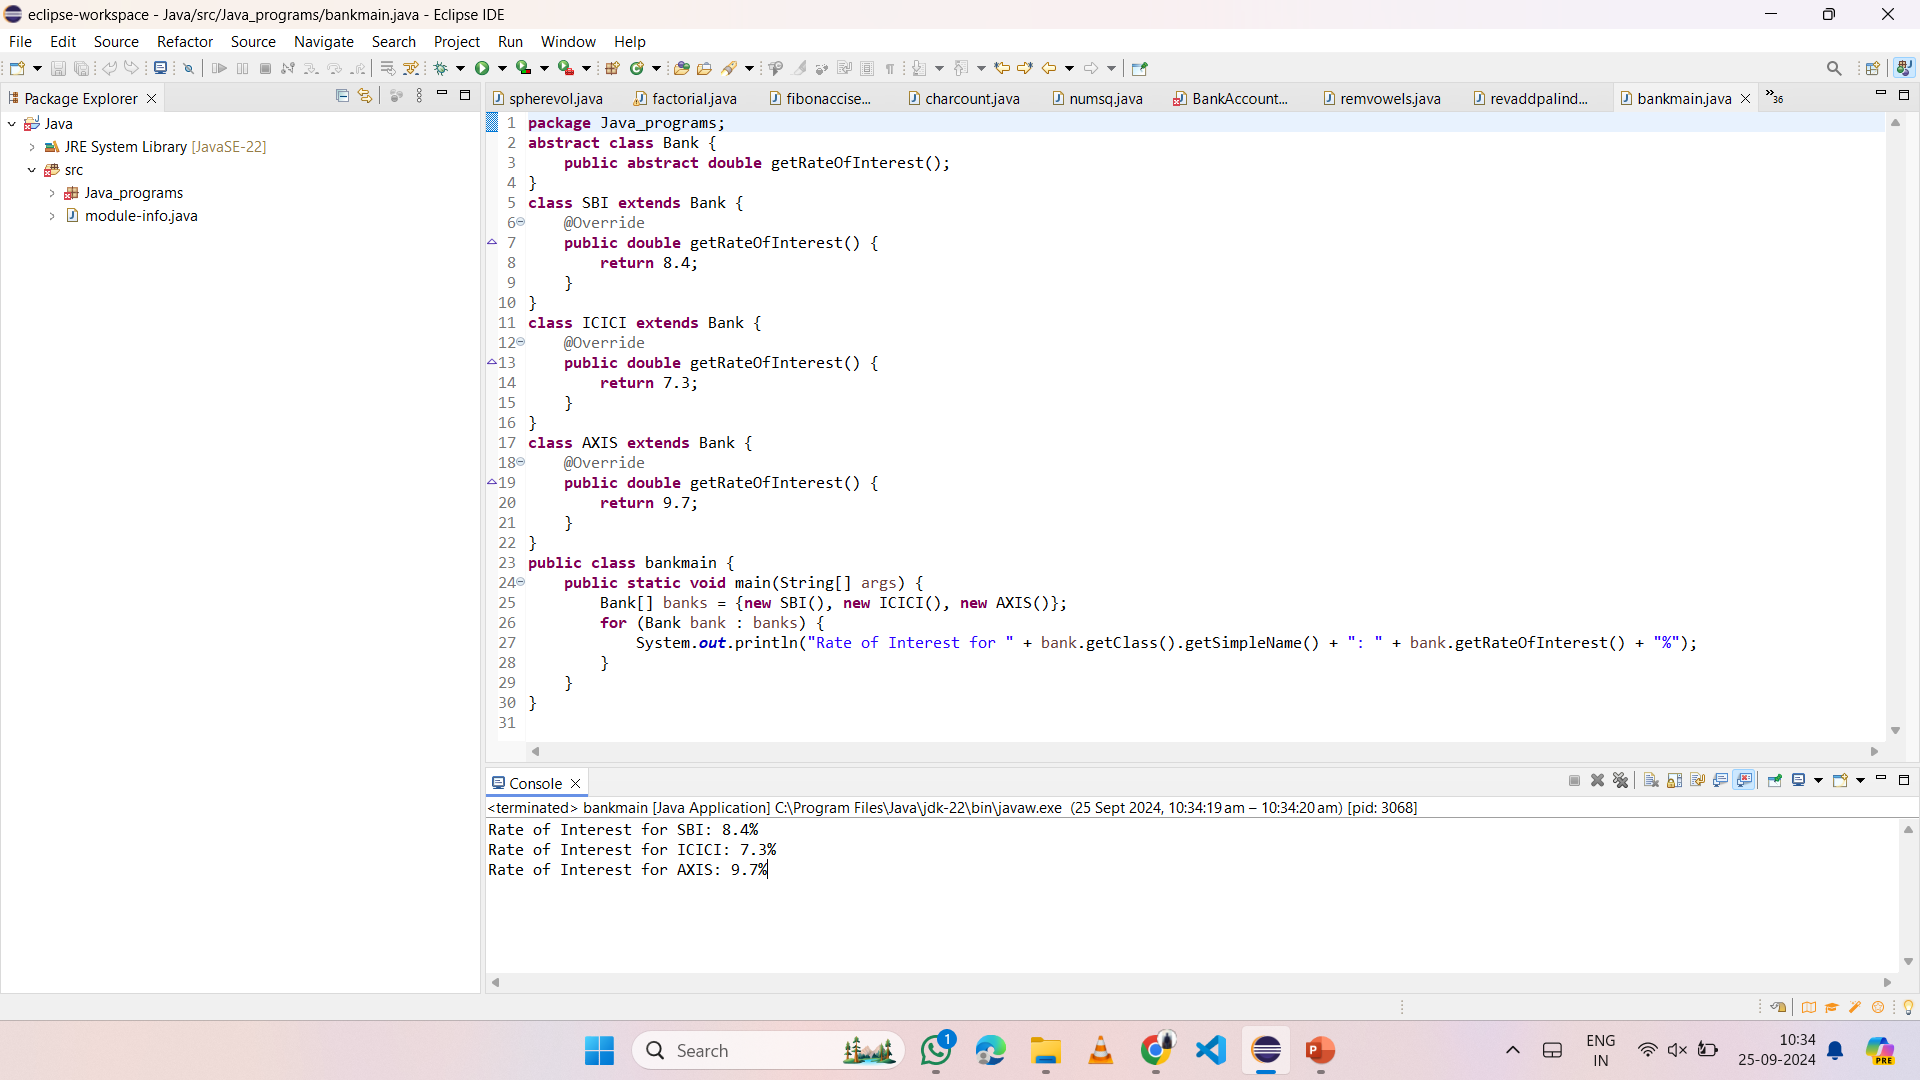 eclipse-workspace - Java/src/Java_programs/bankmain.java - Eclipse IDE
File Edit Source Refactor Source Navigate Search Project Run Window Help
Package Explorer
Java
JRE System Library [JavaSE-22]
src
Java_programs
module-info.java
spherevol.java factorial.java fibonaccise... charcount.java numsq.java BankAccount... remvowels.java revaddpalind... bankmain.java »36
1 package Java_programs;
2 abstract class Bank {
3 public abstract double getRateOfInterest();
4 }
5 class SBI extends Bank {
6 @Override
7 public double getRateOfInterest() {
8 return 8.4;
9 }
10 }
11 class ICICI extends Bank {
12 @Override
13 public double getRateOfInterest() {
14 return 7.3;
15 }
16 }
17 class AXIS extends Bank {
18 @Override
19 public double getRateOfInterest() {
20 return 9.7;
21 }
22 }
23 public class bankmain {
24 public static void main(String[] args) {
25 Bank[] banks = {new SBI(), new ICICI(), new AXIS()};
26 for (Bank bank : banks) {
27 System.out.println("Rate of Interest for " + bank.getClass().getSimpleName() + ": " + bank.getRateOfInterest() + "%");
28 }
29 }
30 }
31
Console
<terminated> bankmain [Java Application] C:\Program Files\Java\jdk-22\bin\javaw.exe (25 Sept 2024, 10:34:19 am – 10:34:20 am) [pid: 3068]
Rate of Interest for SBI: 8.4%
Rate of Interest for ICICI: 7.3%
Rate of Interest for AXIS: 9.7%
Search
1
ENG
IN
10:34
25-09-2024
PRE